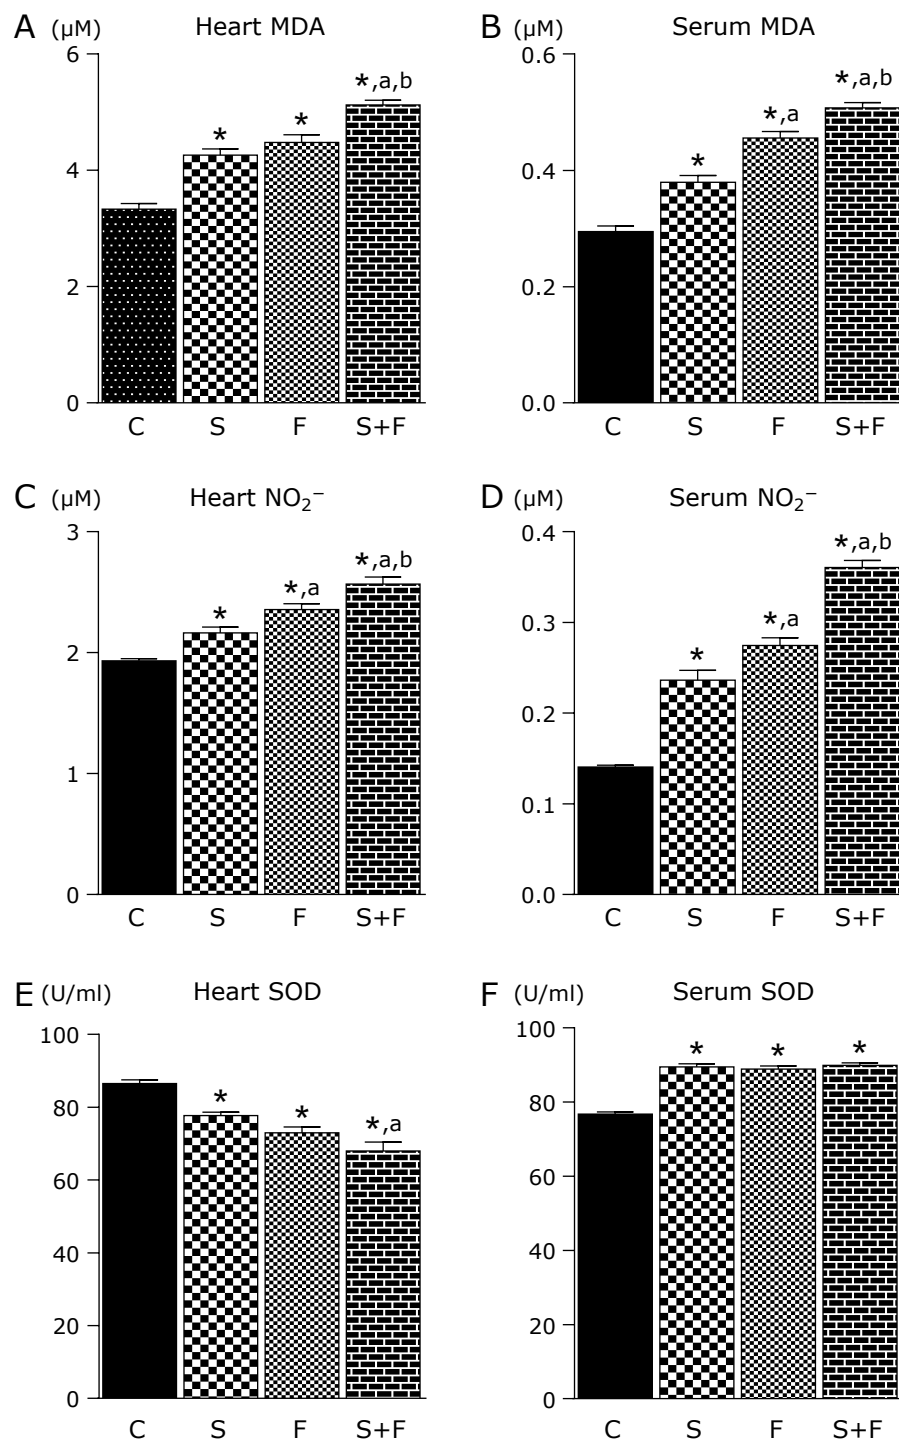 A (µM) Heart MDA
6
4
2
0
* * *,a,b
C S F S+F
B (µM) Serum MDA
0.6
0.4
0.2
0.0
* *,a *,a,b
C S F S+F
C (µM) Heart NO₂⁻
3
2
1
0
* *,a *,a,b
C S F S+F
D (µM) Serum NO₂⁻
0.4
0.3
0.2
0.1
0.0
* *,a *,a,b
C S F S+F
E (U/ml) Heart SOD
100
80
60
40
20
0
* * *,a
C S F S+F
F (U/ml) Serum SOD
100
80
60
40
20
0
* * *
C S F S+F